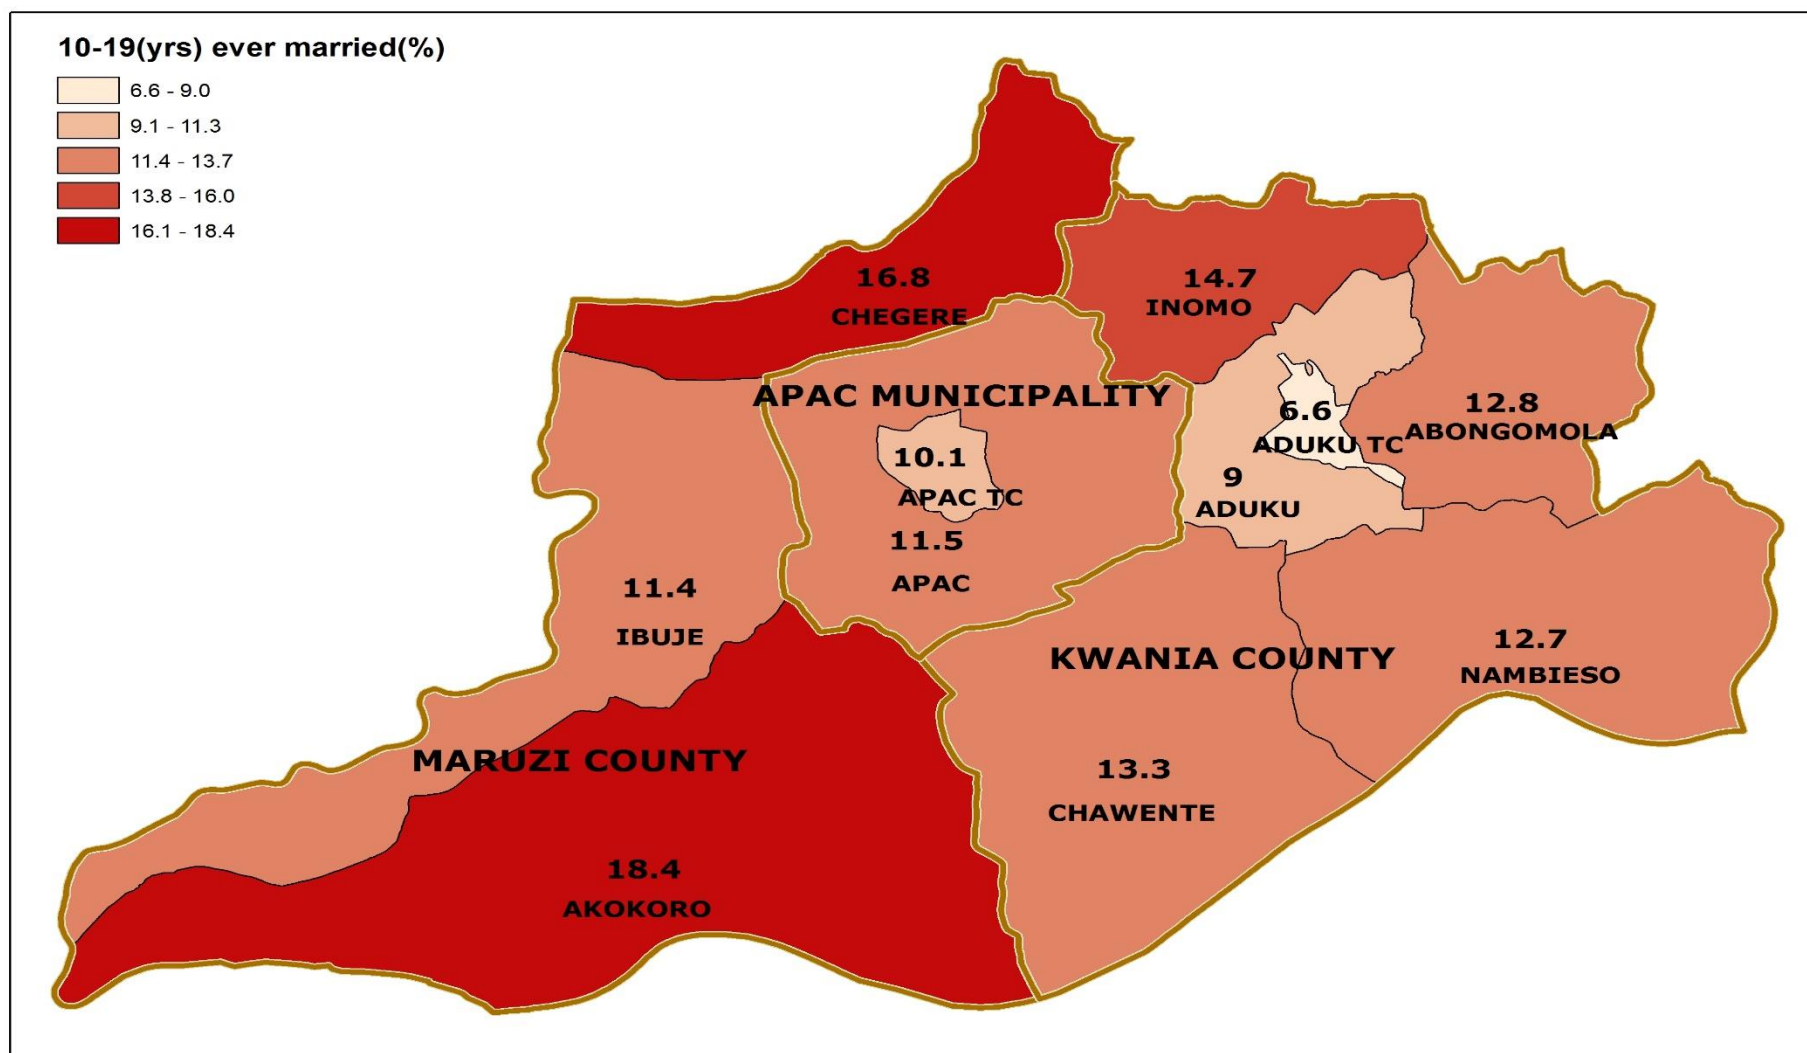 10-19(yrs) ever married(%)
6.6 - 9.0
9.1 - 11.3
11.4 - 13.7
13.8 - 16.0
16.1 - 18.4
16.8
CHEGERE
14.7
INOMO
APAC MUNICIPALITY
6.6
ADUKU TC
12.8
ABONGOMOLA
10.1
APAC TC
9
ADUKU
11.5
APAC
11.4
IBUJE
KWANIA COUNTY
12.7
NAMBIESO
MARUZI COUNTY
13.3
CHAWENTE
18.4
AKOKORO